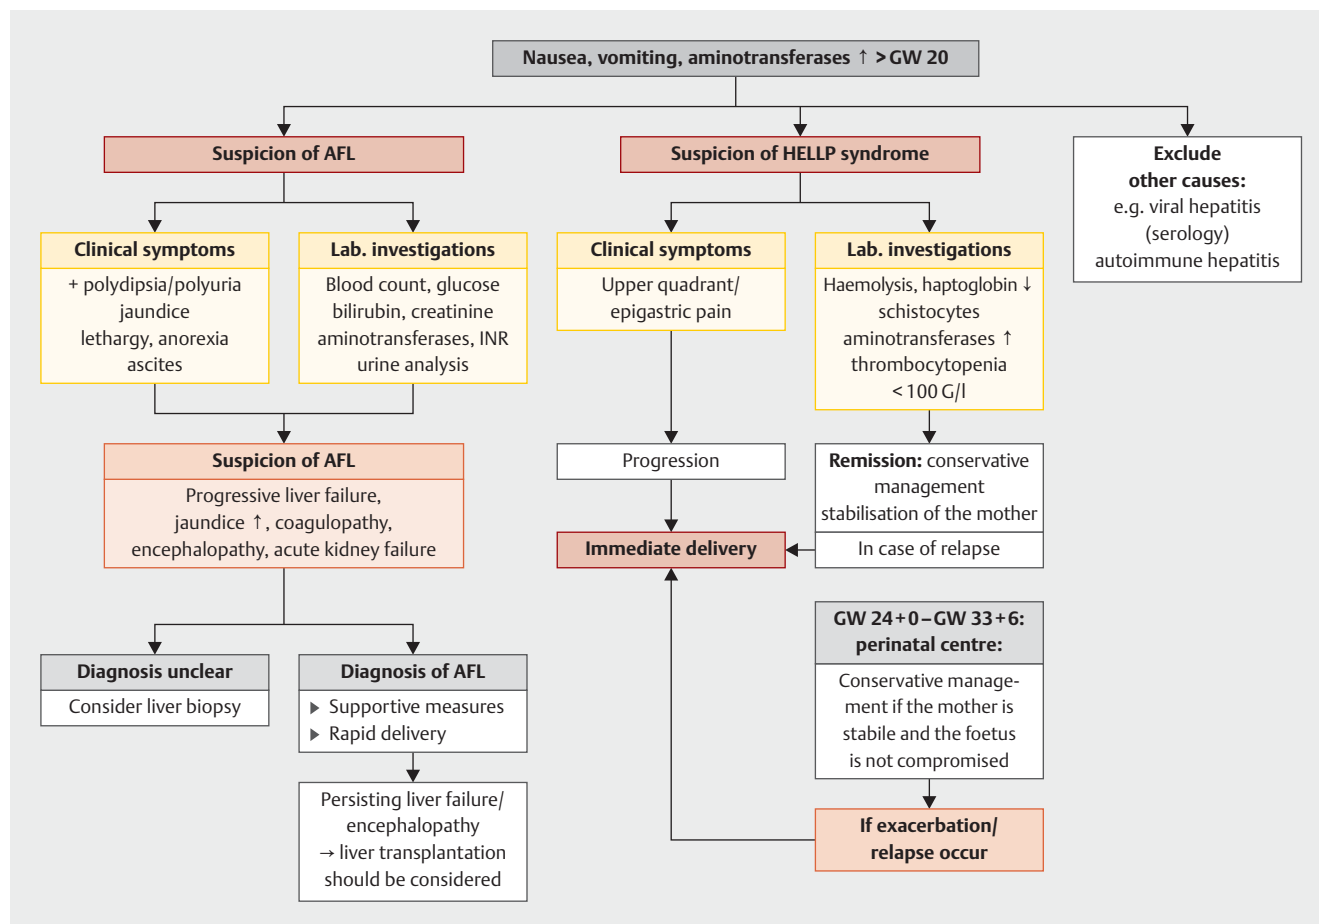 Nausea, vomiting, aminotransferases ↑ > GW 20
Suspicion of AFL
Clinical symptoms
+ polydipsia/polyuria
jaundice
lethargy, anorexia
ascites
Lab. investigations
Blood count, glucose
bilirubin, creatinine
aminotransferases, INR
urine analysis
Suspicion of AFL
Progressive liver failure,
jaundice ↑, coagulopathy,
encephalopathy, acute kidney failure
Diagnosis unclear
Consider liver biopsy
Diagnosis of AFL
▶ Supportive measures
▶ Rapid delivery
Persisting liver failure/
encephalopathy
→ liver transplantation
should be considered
Suspicion of HELLP syndrome
Clinical symptoms
Upper quadrant/
epigastric pain
Progression
Immediate delivery
Lab. investigations
Haemolysis, haptoglobin ↓
schistocytes
aminotransferases ↑
thrombocytopenia
< 100 G/l
Remission: conservative
management
stabilisation of the mother
In case of relapse
GW 24+0–GW 33+6:
perinatal centre:
Conservative manage-
ment if the mother is
stabile and the foetus
is not compromised
If exacerbation/
relapse occur
Exclude
other causes:
e.g. viral hepatitis
(serology)
autoimmune hepatitis